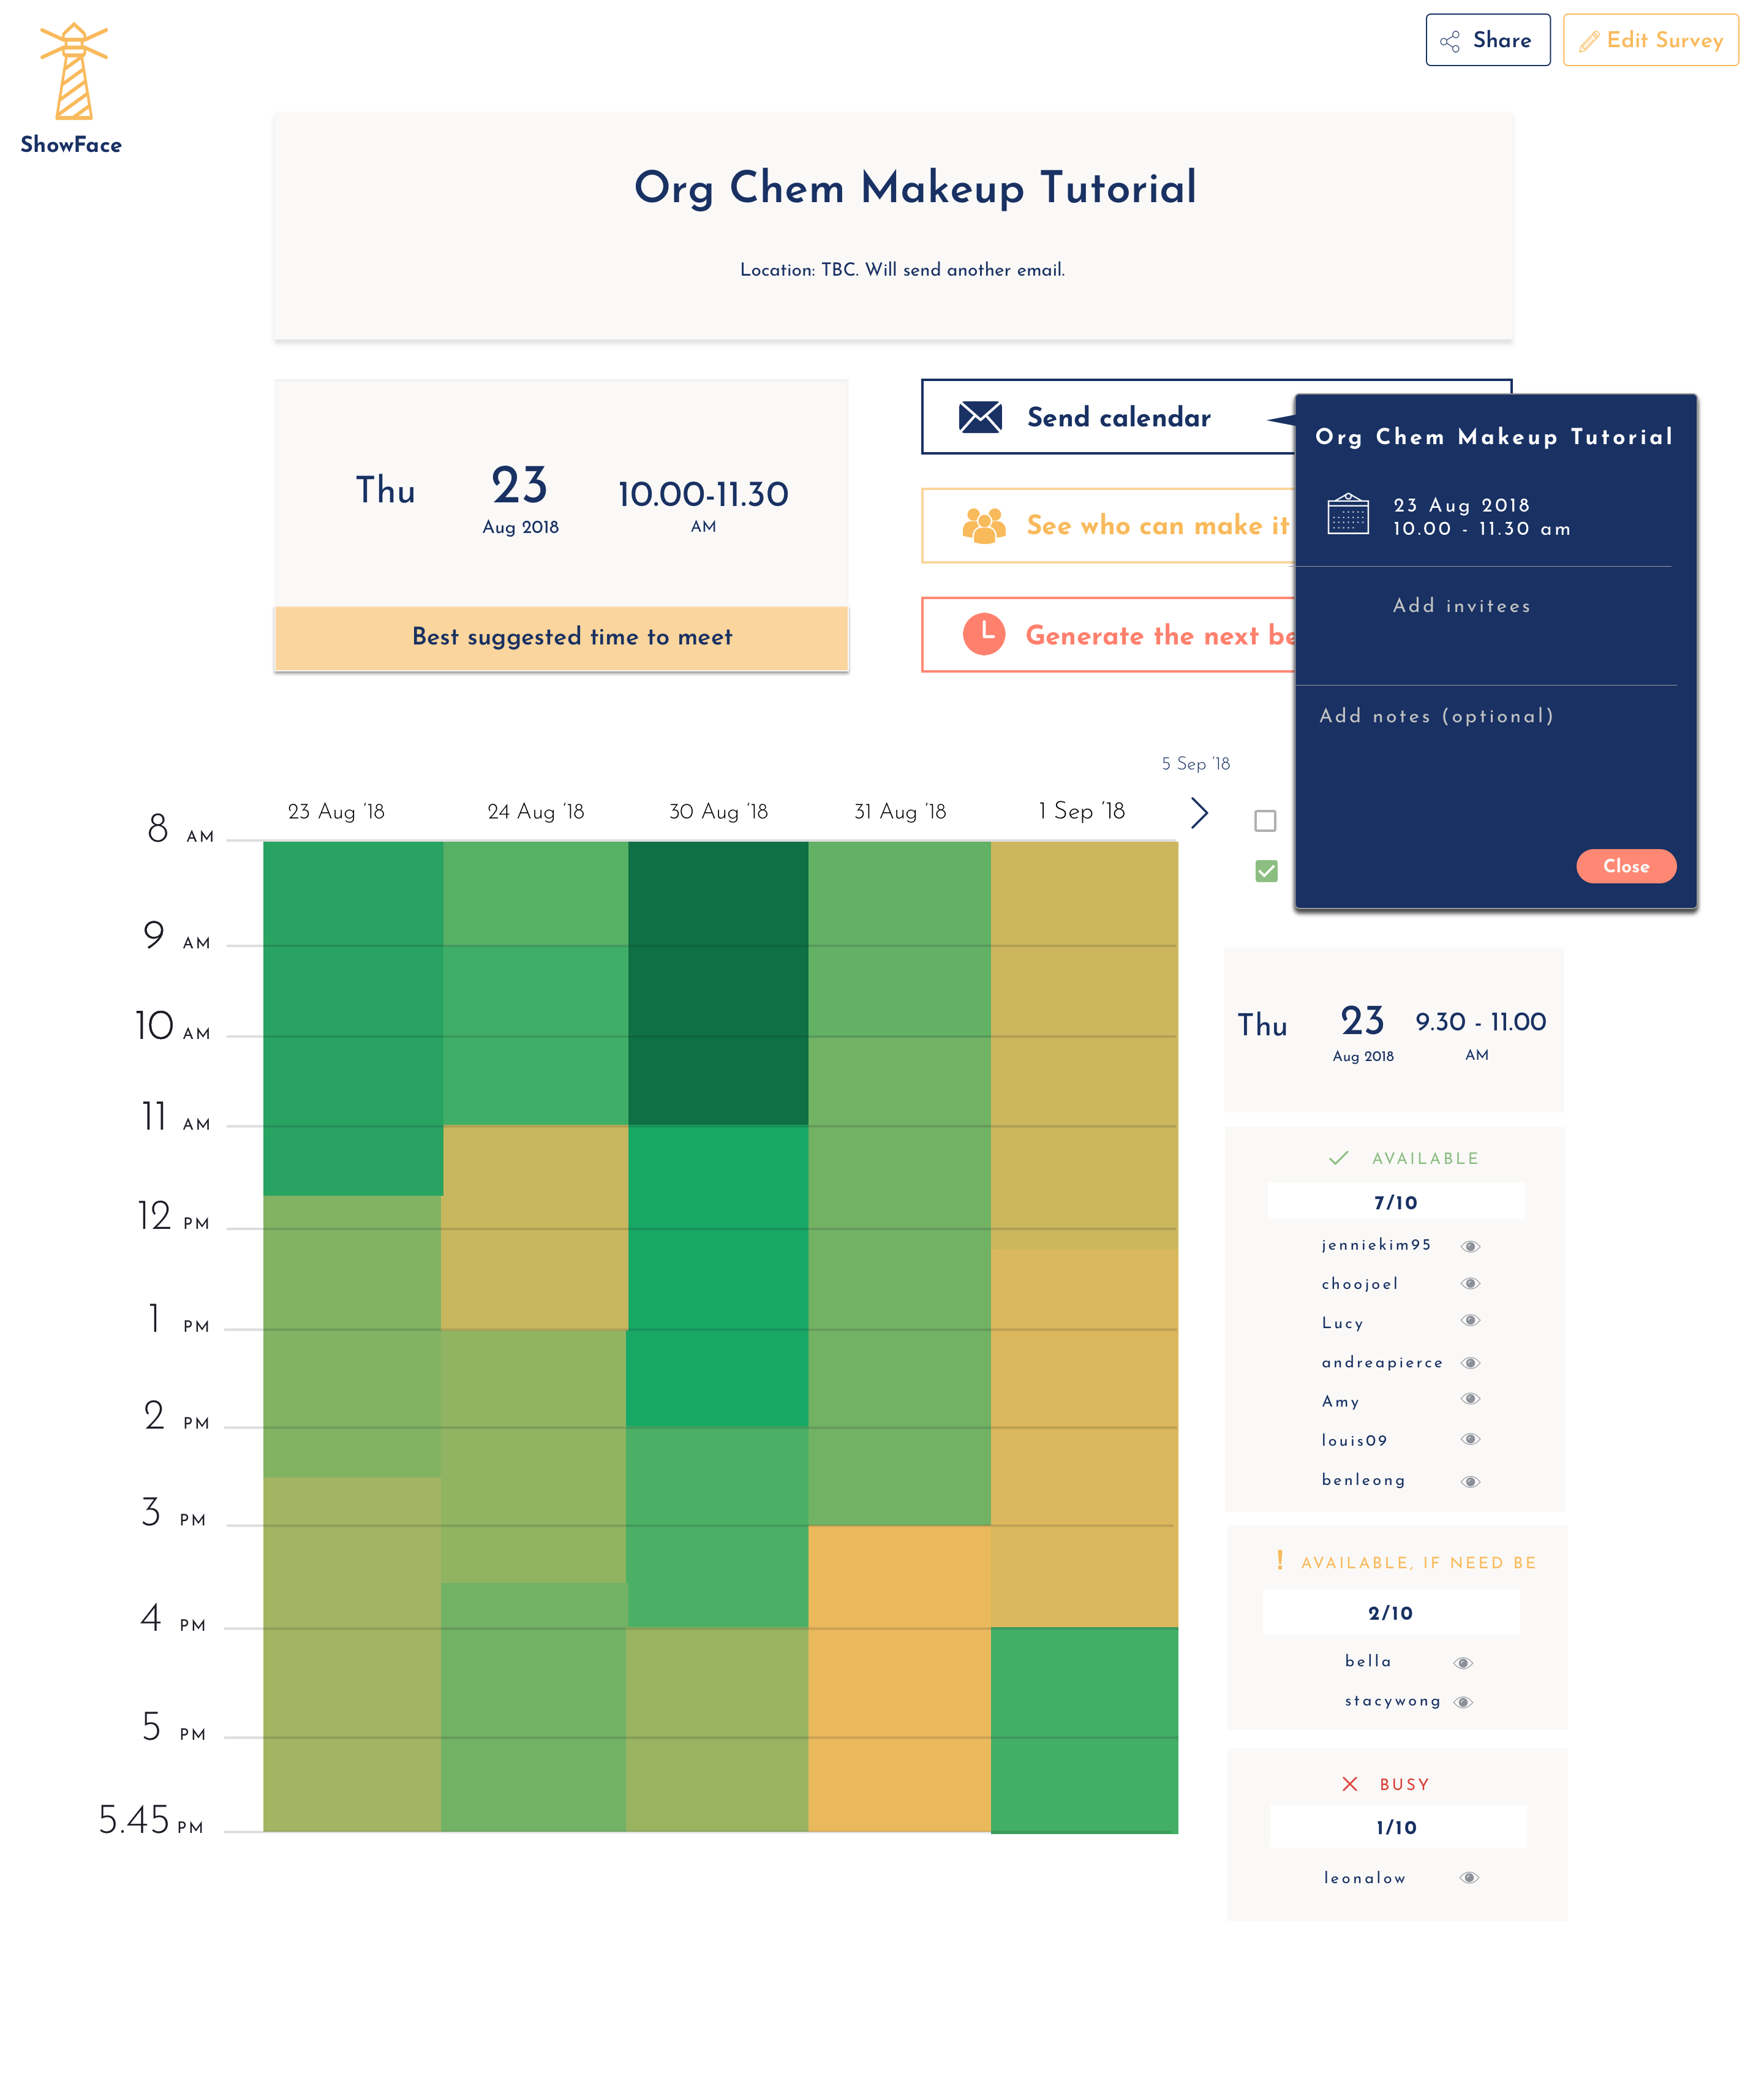 Share
Edit Survey
ShowFace
Org Chem Makeup Tutorial
Location: TBC. Will send another email.
Thu
23
Aug 2018
10.00-11.30
AM
Best suggested time to meet
Send calendar
See who can make it
Generate the next
Org Chem Makeup Tutorial
23 Aug 2018
10.00 - 11.30 am
Add invitees
Add notes (optional)
Close
5 Sep '18
23 Aug '18
24 Aug '18
30 Aug '18
31 Aug '18
1 Sep '18
8 AM
9 AM
10 AM
11 AM
12 PM
1 PM
2 PM
3 PM
4 PM
5 PM
5.45 PM
Thu
23
Aug 2018
9.30 - 11.00
AM
AVAILABLE
7/10
jenniekim95
choojoel
Lucy
andreapierce
Amy
louis09
benleong
! AVAILABLE, IF NEED BE
2/10
bella
stacywong
BUSY
1/10
leonalow